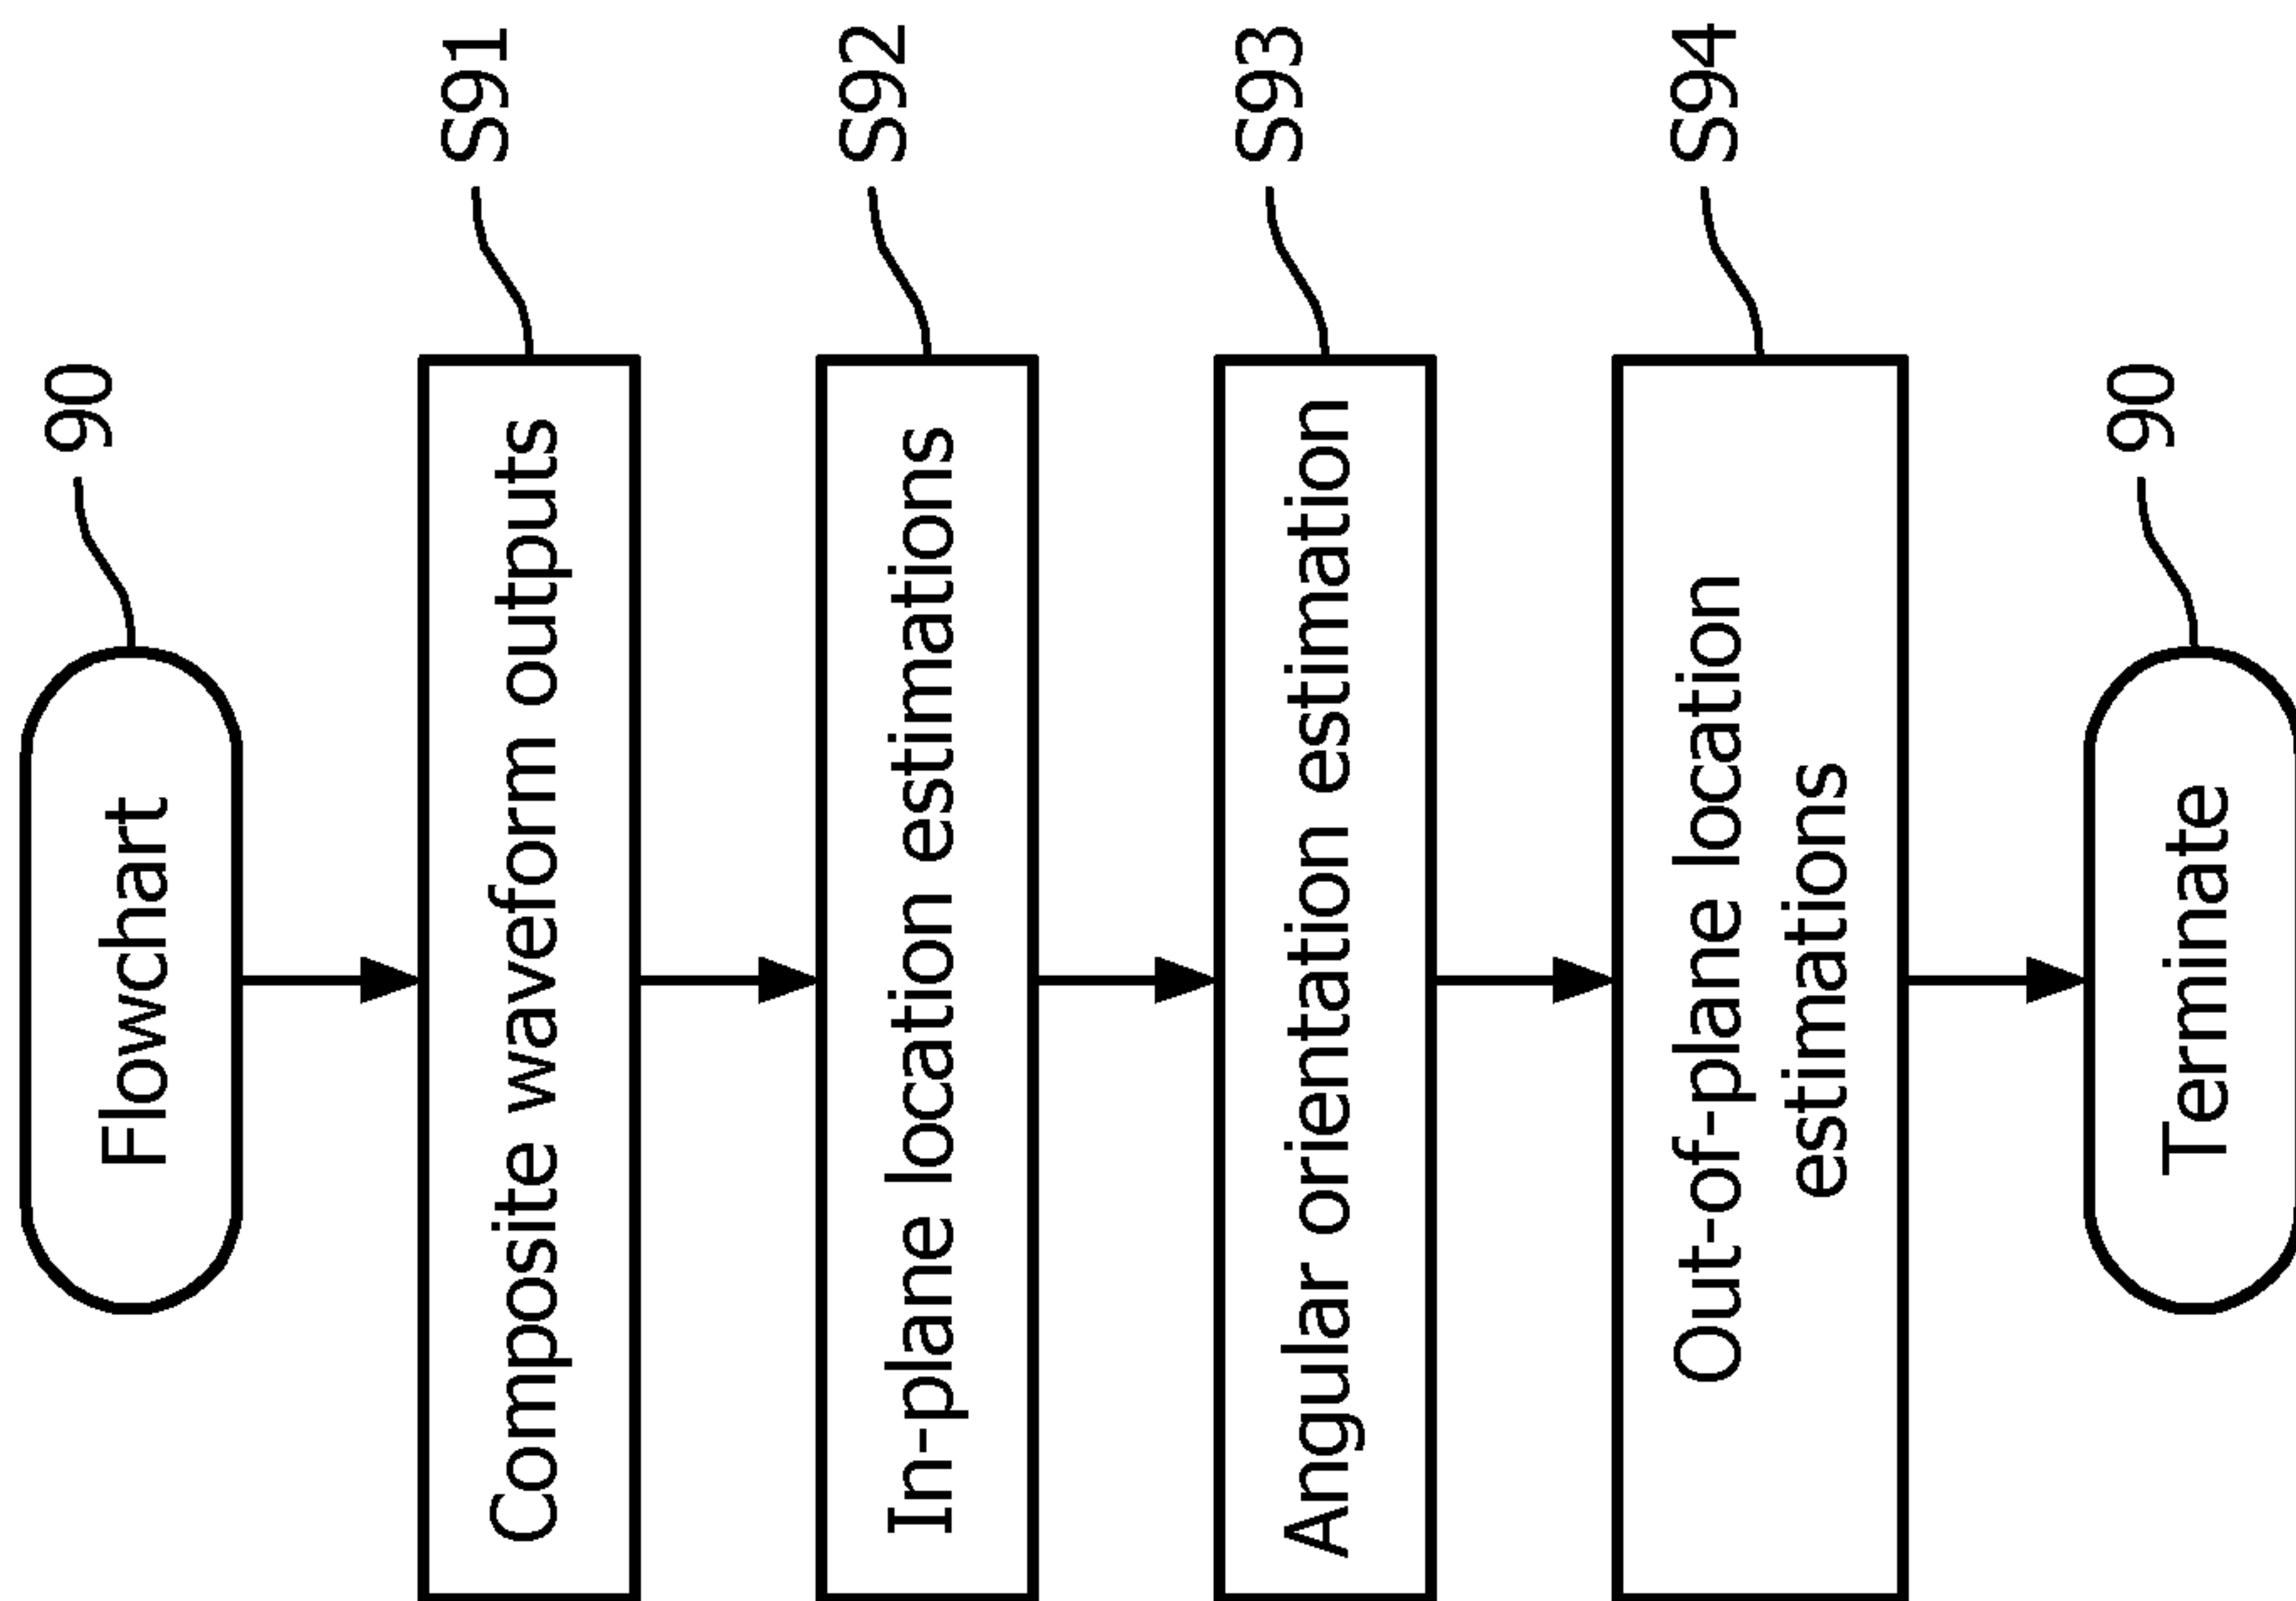 Flowchart
90
Composite waveform outputs
S91
In-plane location estimations
S92
Angular orientation estimation
S93
Out-of-plane location
estimations
S94
Terminate
90